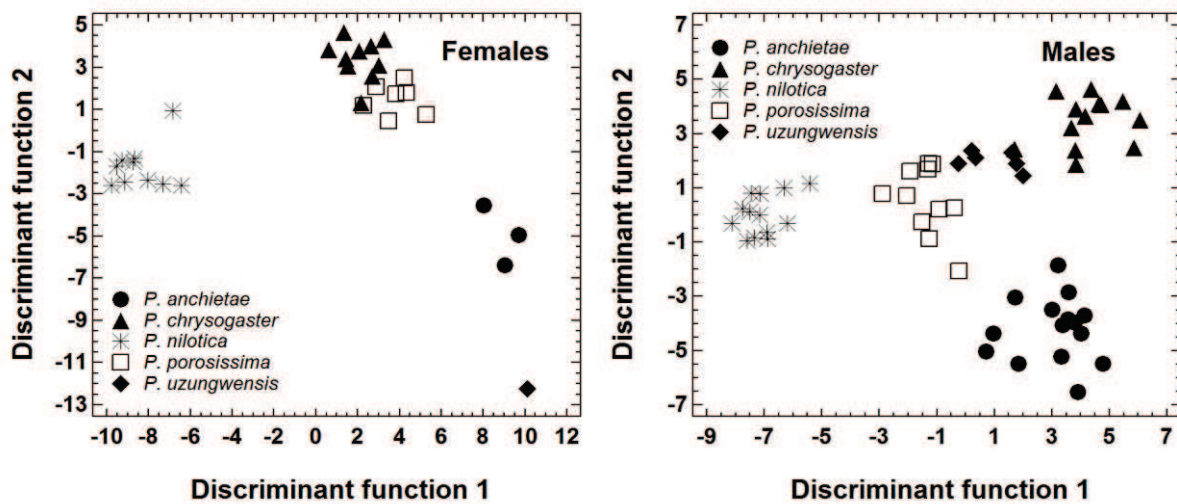 Females
Discriminant function 2
5
3
1
-1
-3
-5
-7
-9
-11
-13
P. anchietae
P. chrysogaster
P. nilotica
P. porosissima
P. uzungwensis
-10 -8 -6 -4 -2 0 2 4 6 8 10 12
Discriminant function 1
Males
Discriminant function 2
7
5
3
1
-1
-3
-5
-7
P. anchietae
P. chrysogaster
P. nilotica
P. porosissima
P. uzungwensis
-9 -7 -5 -3 -1 1 3 5 7
Discriminant function 1